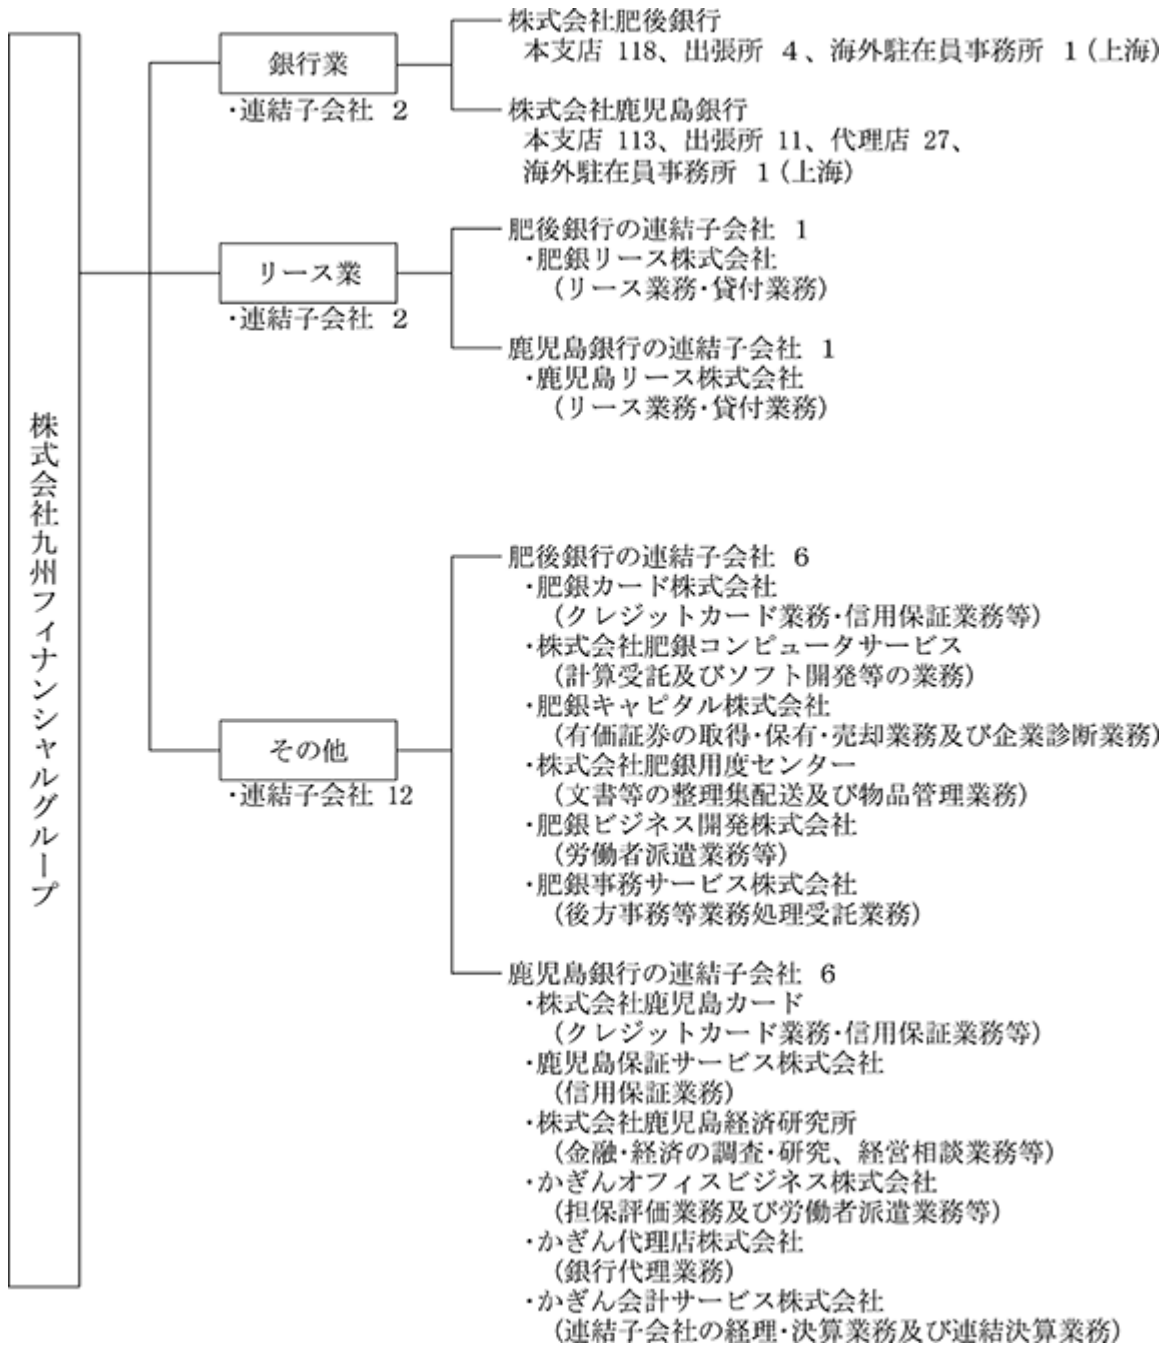 株式会社九州フィナンシャルグループ
銀行業
・連結子会社 2
株式会社肥後銀行
本支店 118、出張所 4、海外駐在員事務所 1（上海）
株式会社鹿児島銀行
本支店 113、出張所 11、代理店 27、
海外駐在員事務所 1（上海）
リース業
・連結子会社 2
肥後銀行の連結子会社 1
・肥銀リース株式会社
（リース業務・貸付業務）
鹿児島銀行の連結子会社 1
・鹿児島リース株式会社
（リース業務・貸付業務）
その他
・連結子会社 12
肥後銀行の連結子会社 6
・肥銀カード株式会社
（クレジットカード業務・信用保証業務等）
・株式会社肥銀コンピュータサービス
（計算受託及びソフト開発等の業務）
・肥銀キャピタル株式会社
（有価証券の取得・保有・売却業務及び企業診断業務）
・株式会社肥銀用度センター
（文書等の整理集配送及び物品管理業務）
・肥銀ビジネス開発株式会社
（労働者派遣業務等）
・肥銀事務サービス株式会社
（後方事務等業務処理受託業務）
鹿児島銀行の連結子会社 6
・株式会社鹿児島カード
（クレジットカード業務・信用保証業務等）
・鹿児島保証サービス株式会社
（信用保証業務）
・株式会社鹿児島経済研究所
（金融・経済の調査・研究、経営相談業務等）
・かぎんオフィスビジネス株式会社
（担保評価業務及び労働者派遣業務等）
・かぎん代理店株式会社
（銀行代理業務）
・かぎん会計サービス株式会社
（連結子会社の経理・決算業務及び連結決算業務）